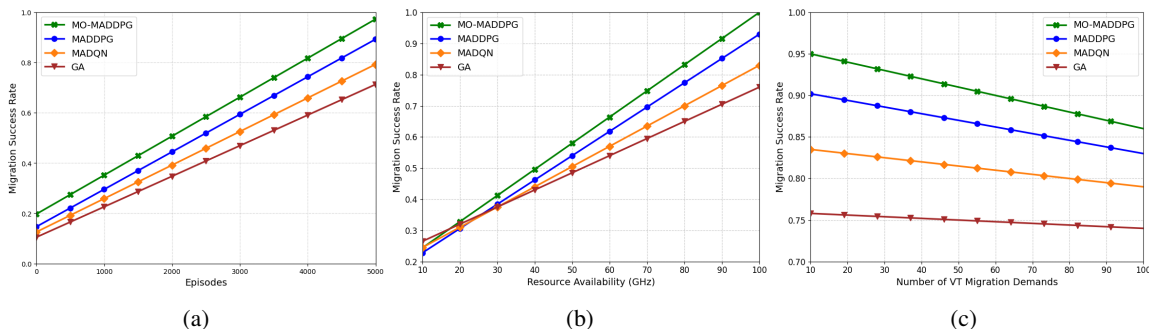 1.0
0.8
0.6
0.4
0.2
0.0
Migration Success Rate
MO-MADDPG
MADDPG
MADQN
GA
0 1000 2000 3000 4000 5000
Episodes
(a)
1.0
0.9
0.8
0.7
0.6
0.5
0.4
0.3
0.2
Migration Success Rate
MO-MADDPG
MADDPG
MADQN
GA
10 20 30 40 50 60 70 80 90 100
Resource Availability (GHz)
(b)
1.00
0.95
0.90
0.85
0.80
0.75
0.70
Migration Success Rate
MO-MADDPG
MADDPG
MADQN
GA
10 20 30 40 50 60 70 80 90 100
Number of VT Migration Demands
(c)